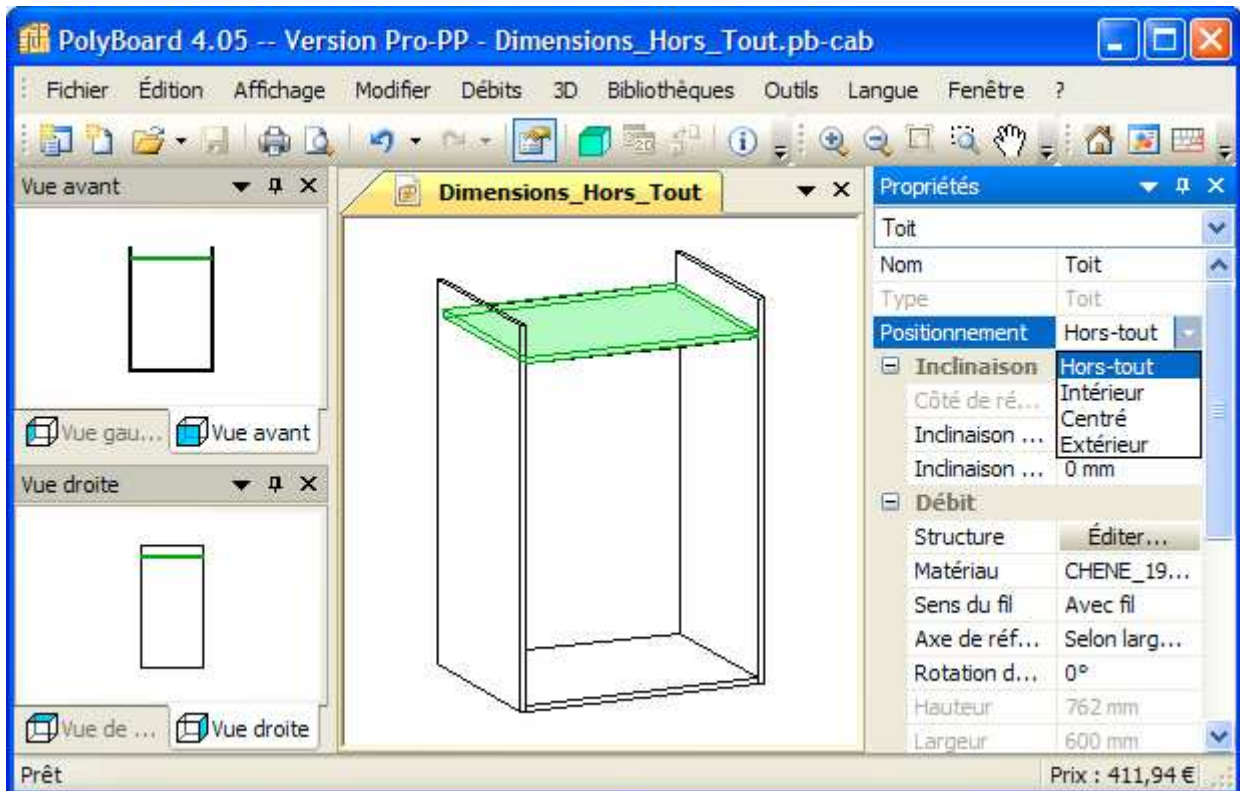 PolyBoard 4.05 -- Version Pro-PP - Dimensions_Hors_Tout.pb-cab
Fichier Édition Affichage Modifier Débits 3D Bibliothèques Outils Langue Fenêtre ?
Vue avant
Vue gau... Vue avant
Vue droite
Vue de ... Vue droite
Dimensions_Hors_Tout
Propriétés
Toit
Nom Toit
Type Toit
Positionnement Hors-tout
Hors-tout
Intérieur
Centré
Extérieur
Inclinaison
Côté de ré...
Inclinaison ...
Inclinaison ... 0 mm
Débit
Structure Éditer...
Matériau CHENE_19...
Sens du fil Avec fil
Axe de réf... Selon larg...
Rotation d... 0°
Hauteur 762 mm
Largeur 600 mm
Prêt Prix : 411,94 €